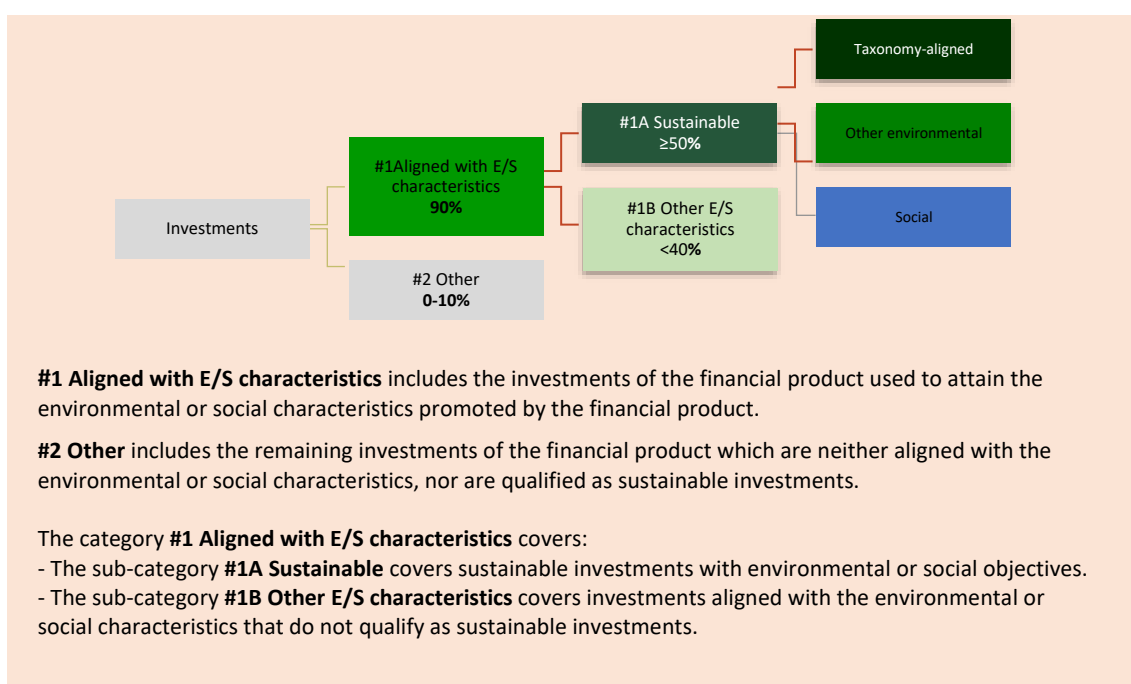 Taxonomy-aligned
#1A Sustainable
≥50%
Other environmental
#1Aligned with E/S
characteristics
90%
#1B Other E/S
characteristics
<40%
Social
Investments
#2 Other
0-10%
#1 Aligned with E/S characteristics includes the investments of the financial product used to attain the
environmental or social characteristics promoted by the financial product.
#2 Other includes the remaining investments of the financial product which are neither aligned with the
environmental or social characteristics, nor are qualified as sustainable investments.
The category #1 Aligned with E/S characteristics covers:
- The sub-category #1A Sustainable covers sustainable investments with environmental or social objectives.
- The sub-category #1B Other E/S characteristics covers investments aligned with the environmental or
social characteristics that do not qualify as sustainable investments.